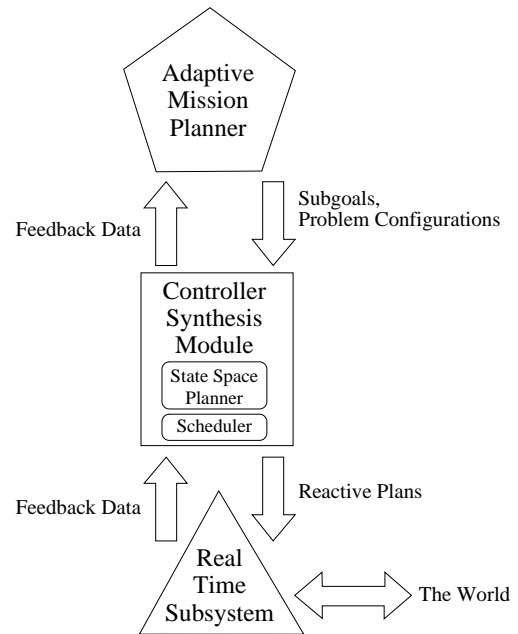 Adaptive
Mission
Planner
Feedback Data
Subgoals,
Problem Configurations
Controller
Synthesis
Module
State Space
Planner
Scheduler
Feedback Data
Reactive Plans
Real
Time
Subsystem
The World